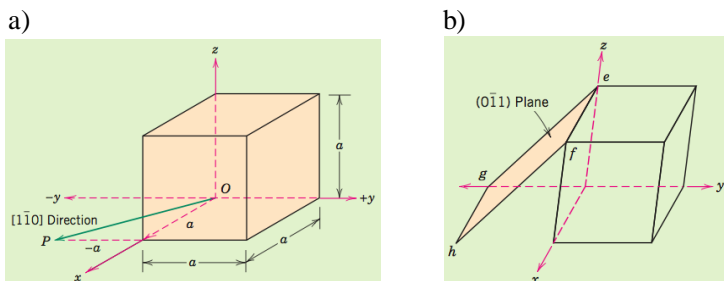 a)
z
a
-y
O
+y
[11̄0] Direction
a
P
-a
a
a
x
b)
z
e
(01̄1) Plane
f
g
y
h
x